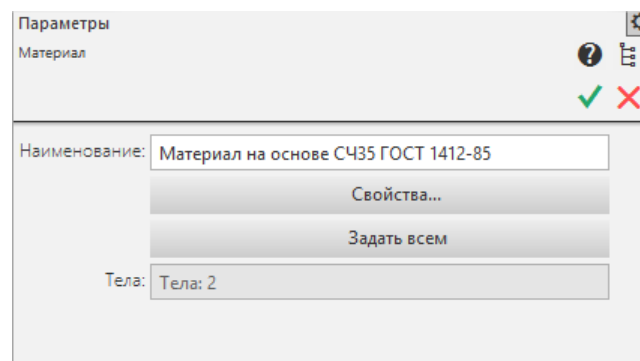 Параметры
Материал
Наименование: Материал на основе СЧ35 ГОСТ 1412-85
Свойства...
Задать всем
Тела: Тела: 2